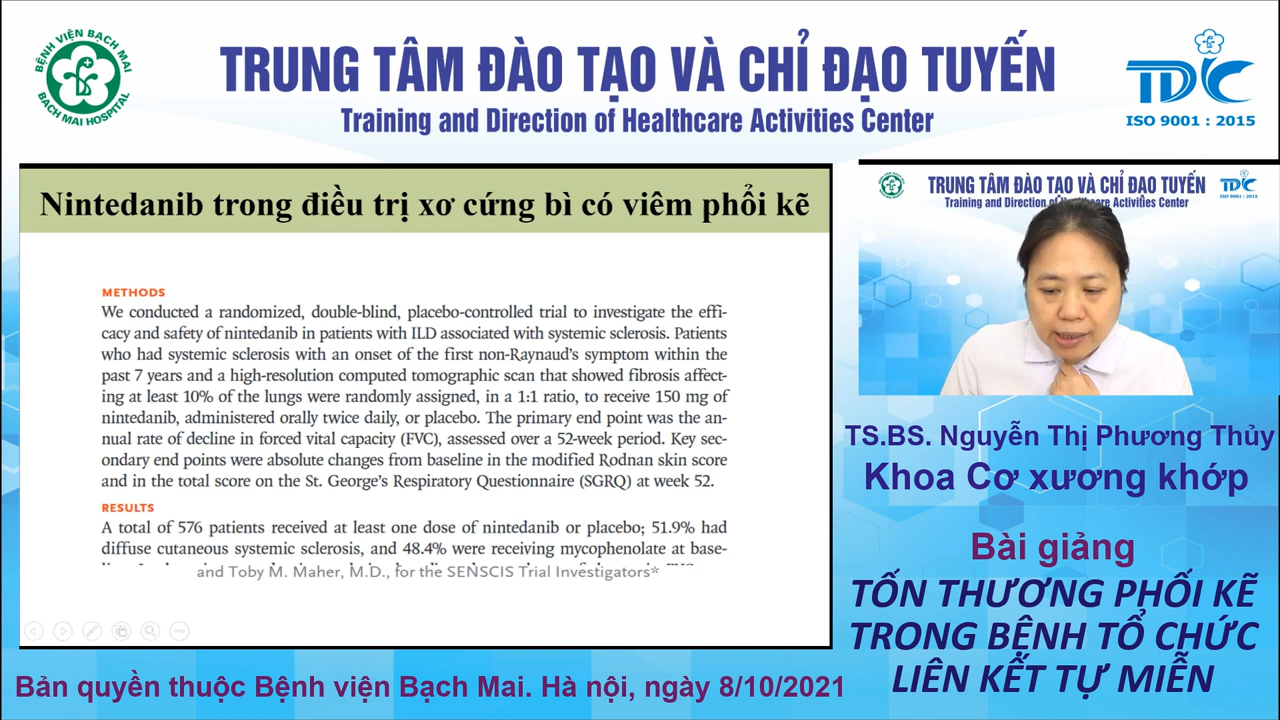 BỆNH VIỆN BẠCH MAI
BACH MAI HOSPITAL
TRUNG TÂM ĐÀO TẠO VÀ CHỈ ĐẠO TUYẾN
Training and Direction of Healthcare Activities Center
TDC
ISO 9001 : 2015
Nintedanib trong điều trị xơ cứng bì có viêm phổi kẽ
METHODS
We conducted a randomized, double-blind, placebo-controlled trial to investigate the effi-
cacy and safety of nintedanib in patients with ILD associated with systemic sclerosis. Patients
who had systemic sclerosis with an onset of the first non-Raynaud's symptom within the
past 7 years and a high-resolution computed tomographic scan that showed fibrosis affect-
ing at least 10% of the lungs were randomly assigned, in a 1:1 ratio, to receive 150 mg of
nintedanib, administered orally twice daily, or placebo. The primary end point was the an-
nual rate of decline in forced vital capacity (FVC), assessed over a 52-week period. Key sec-
ondary end points were absolute changes from baseline in the modified Rodnan skin score
and in the total score on the St. George's Respiratory Questionnaire (SGRQ) at week 52.
RESULTS
A total of 576 patients received at least one dose of nintedanib or placebo; 51.9% had
diffuse cutaneous systemic sclerosis, and 48.4% were receiving mycophenolate at base-
and Toby M. Maher, M.D., for the SENSCIS Trial Investigators*
TRUNG TÂM ĐÀO TẠO VÀ CHỈ ĐẠO TUYẾN
Training and Direction of Healthcare Activities Center
TDC
ISO 9001 : 2015
TS.BS. Nguyễn Thị Phương Thủy
Khoa Cơ xương khớp
Bài giảng
TỔN THƯƠNG PHỔI KẼ
TRONG BỆNH TỔ CHỨC
LIÊN KẾT TỰ MIỄN
Bản quyền thuộc Bệnh viện Bạch Mai. Hà nội, ngày 8/10/2021